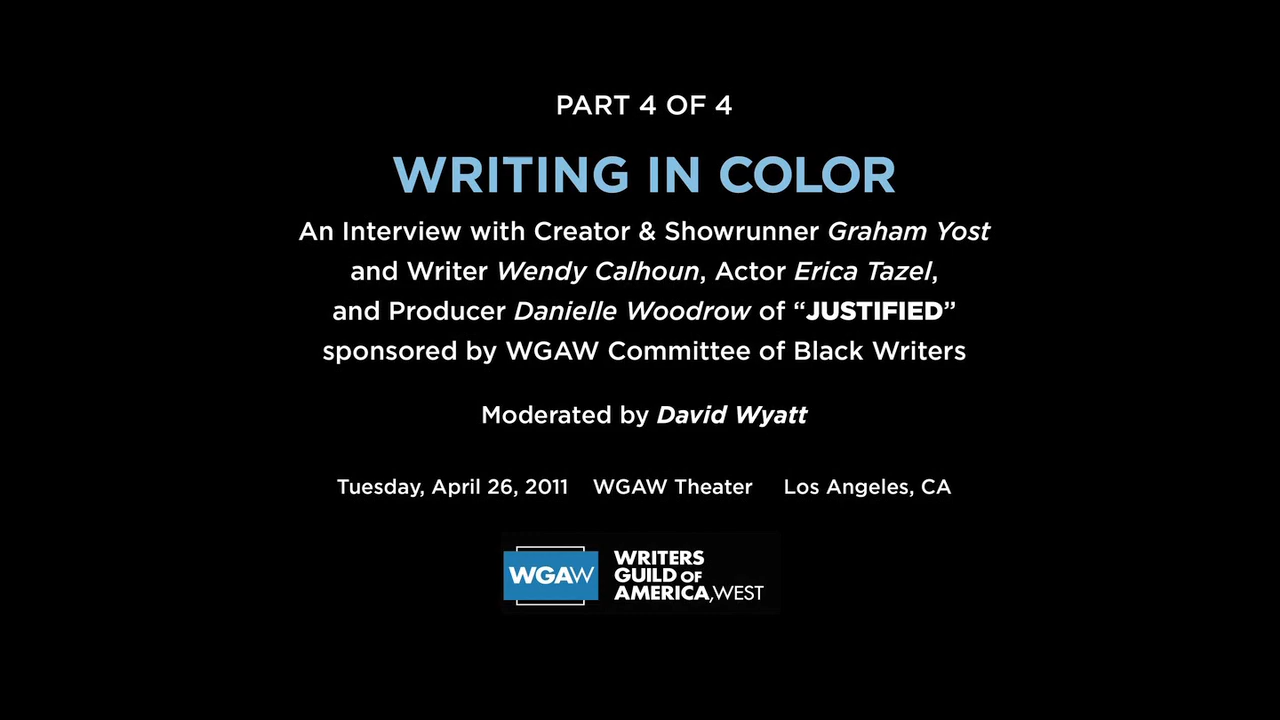 PART 4 OF 4
WRITING IN COLOR
An Interview with Creator & Showrunner Graham Yost
and Writer Wendy Calhoun, Actor Erica Tazel,
and Producer Danielle Woodrow of “JUSTIFIED”
sponsored by WGAW Committee of Black Writers
Moderated by David Wyatt
Tuesday, April 26, 2011 WGAW Theater Los Angeles, CA
WGAW
WRITERS
GUILD OF
AMERICA, WEST